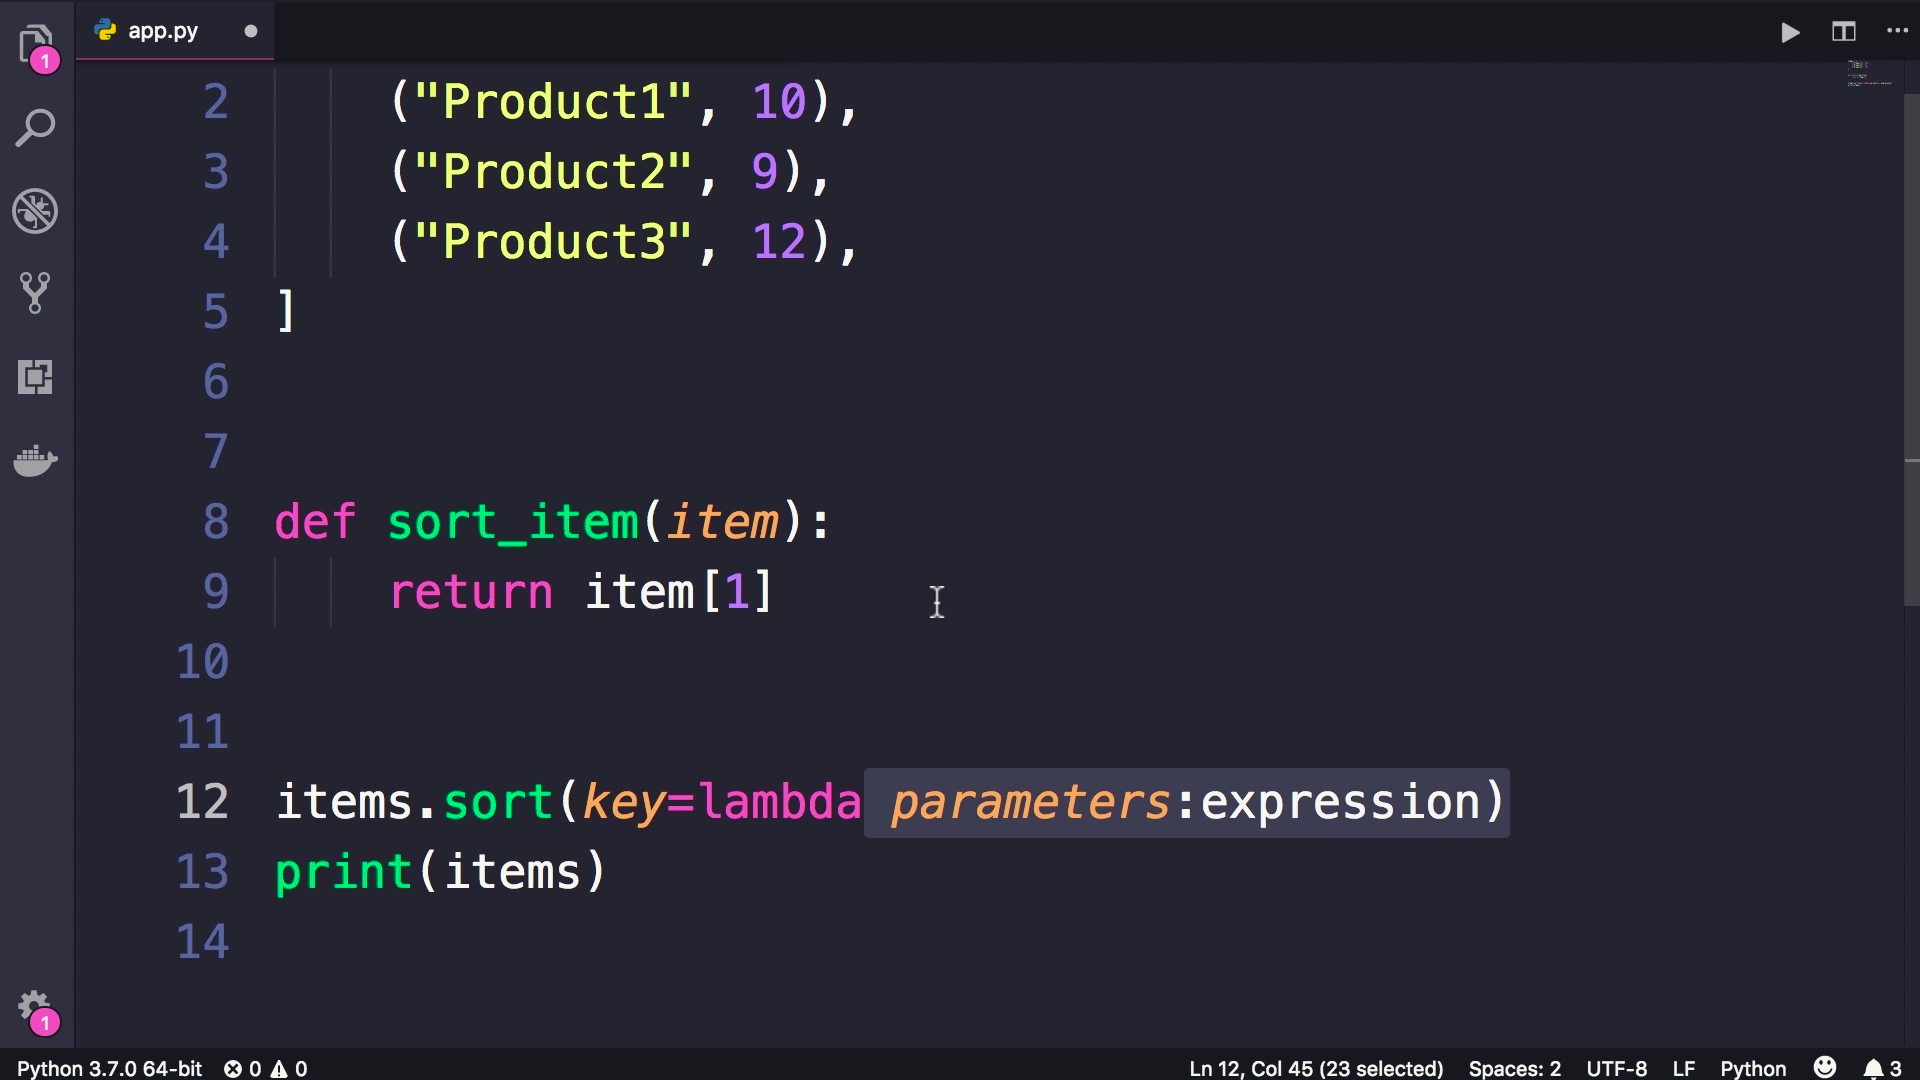 app.py
1
2 ("Product1", 10),
3 ("Product2", 9),
4 ("Product3", 12),
5 ]
6
7
8 def sort_item(item):
9 return item[1]
10
11
12 items.sort(key=lambda parameters:expression)
13 print(items)
14
1
Python 3.7.0 64-bit 0 0 Ln 12, Col 45 (23 selected) Spaces: 2 UTF-8 LF Python 3